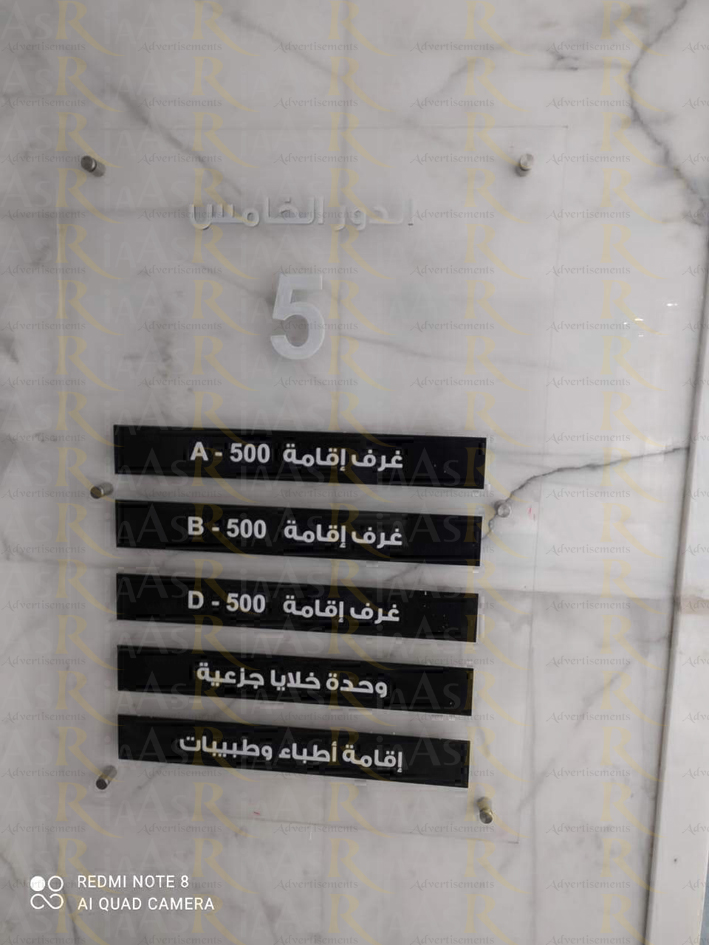 الدور الخامس
5
غرف إقامة A - 500
غرف إقامة B - 500
غرف إقامة D - 500
وحدة خلايا جزعية
إقامة أطباء وطبيبات
REDMI NOTE 8
AI QUAD CAMERA
Advertisements